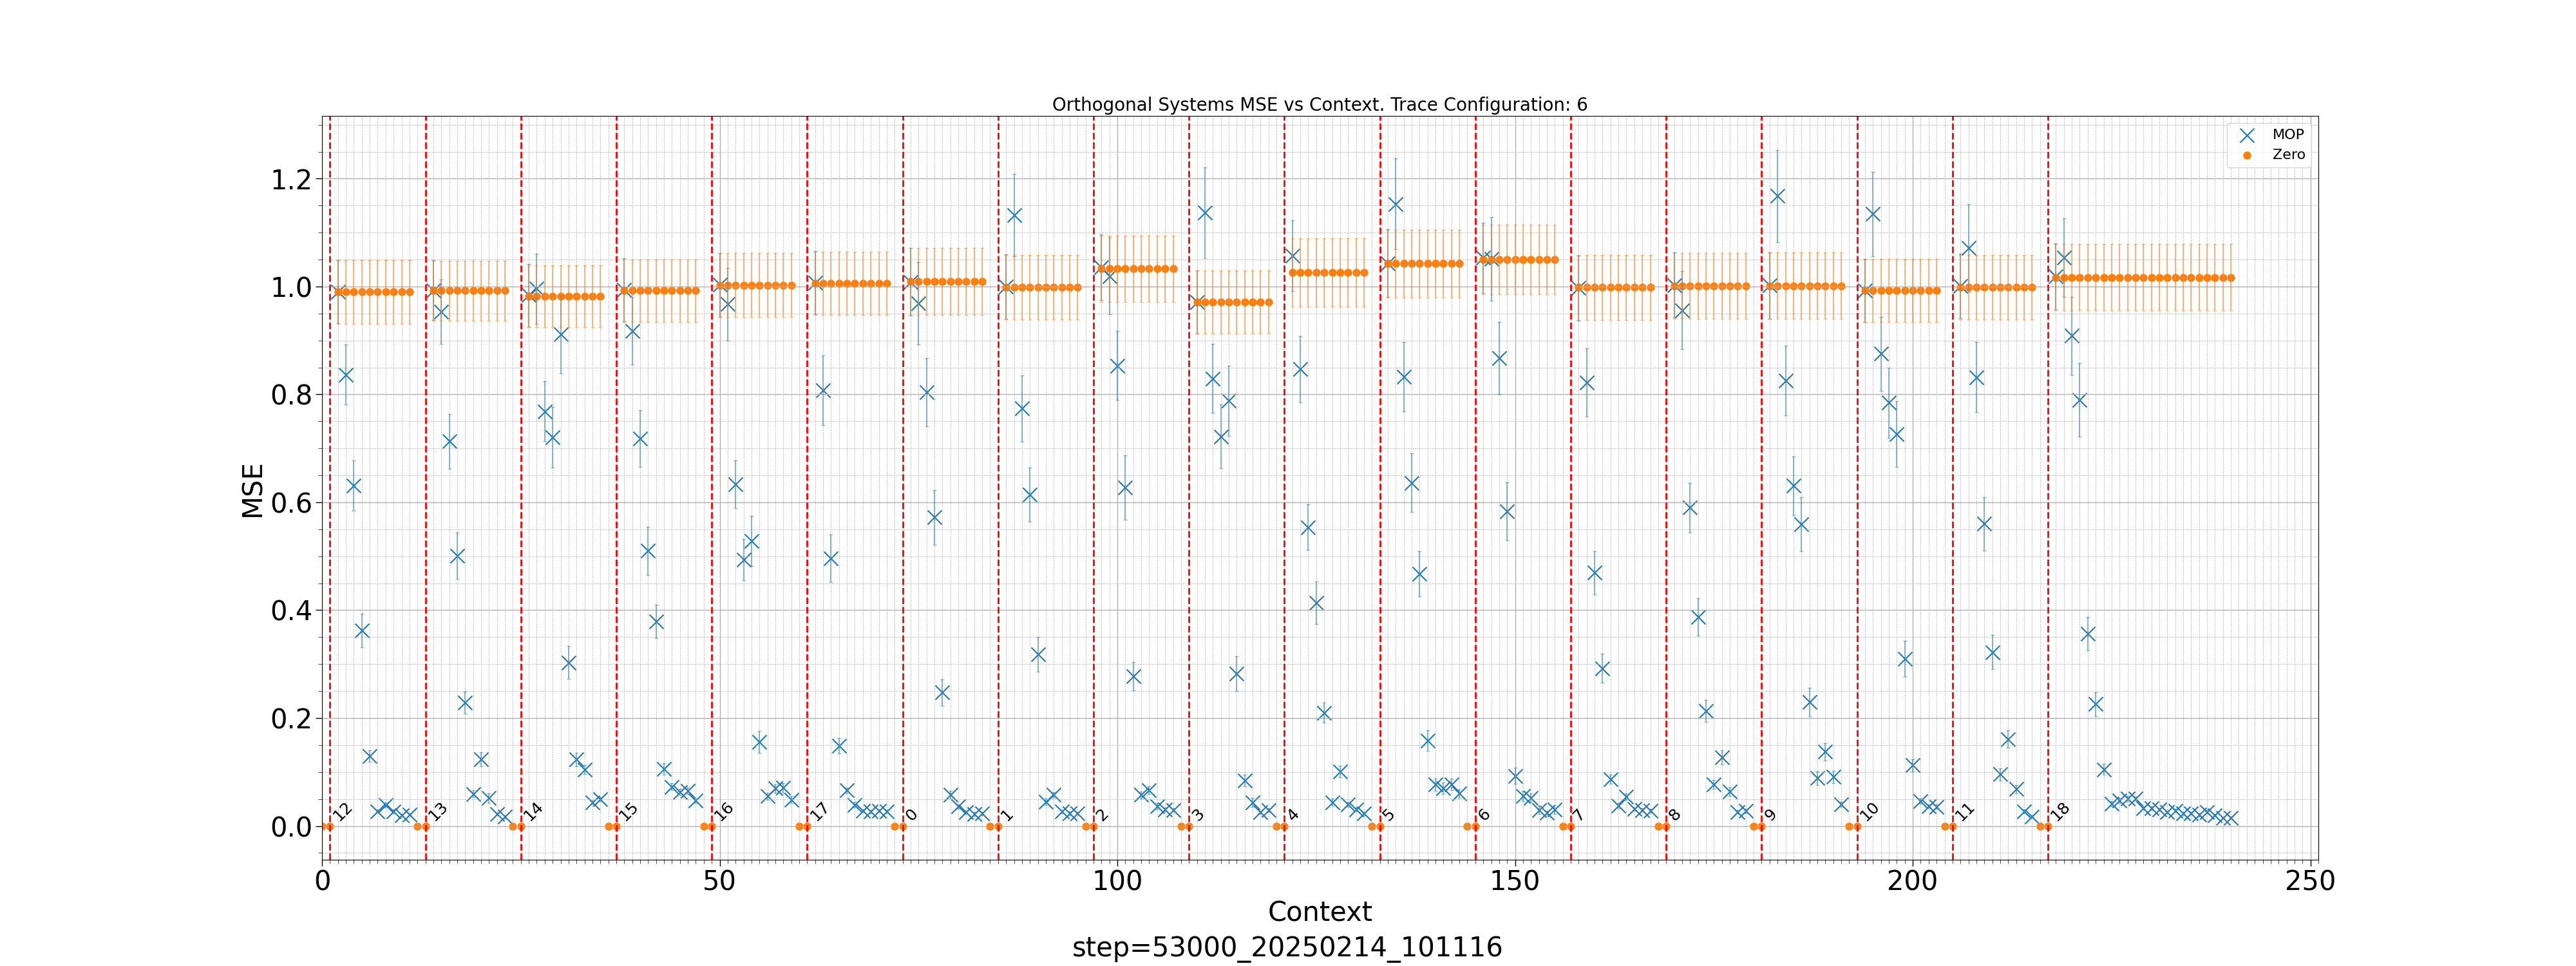 Orthogonal Systems MSE vs Context. Trace Configuration: 6
MOP
Zero
1.2
1.0
0.8
0.6
0.4
0.2
0.0
MSE
12 13 14 15 16 17 0 1 2 3 4 5 6 7 8 9 10 11 18
0 50 100 150 200 250
Context
step=53000_20250214_101116